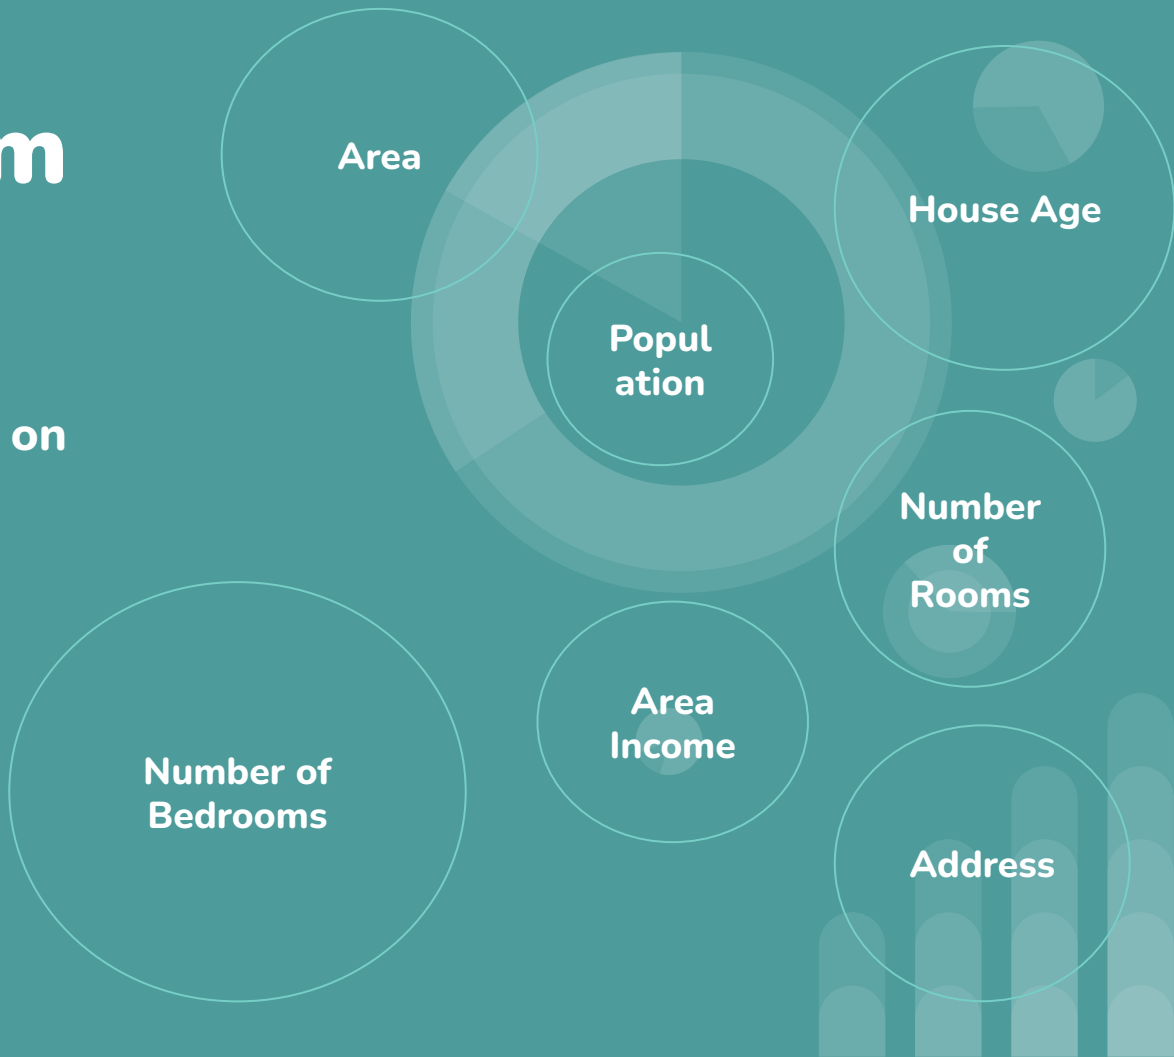 m
on
Area
House Age
Popul
ation
Number
of
Rooms
Area
Income
Number of
Bedrooms
Address